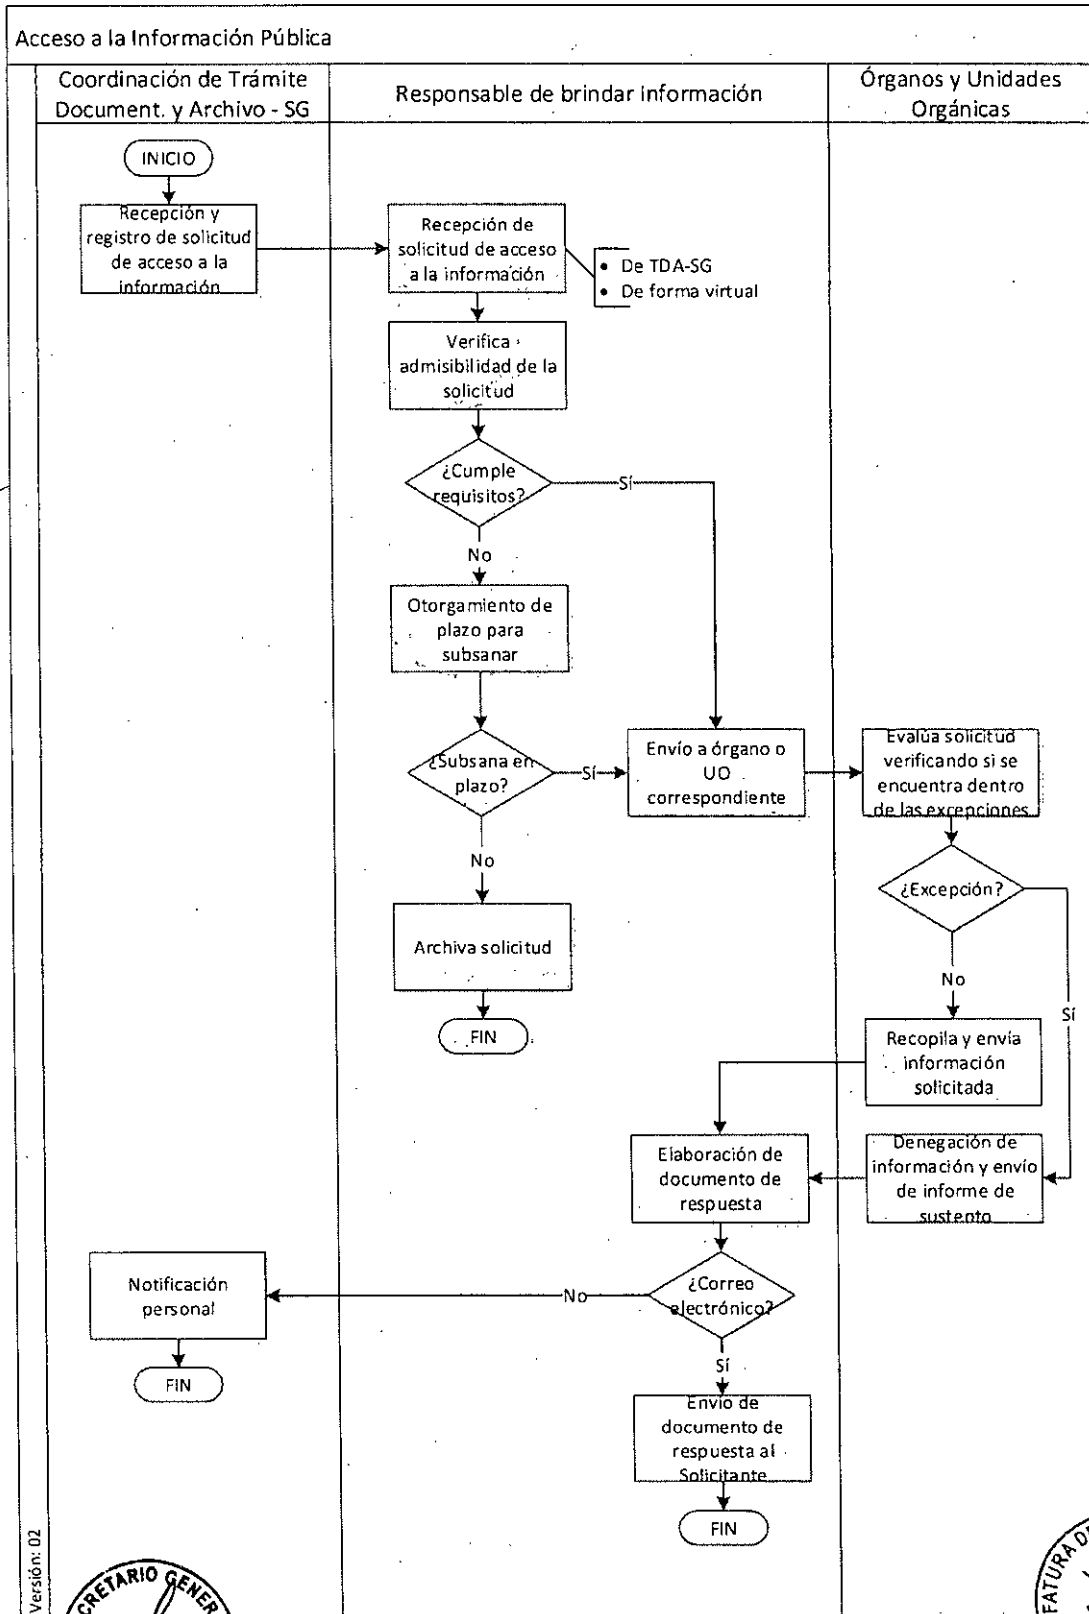 Acceso a la Información Pública
Coordinación de Trámite
Document. y Archivo - SG
Responsable de brindar información
Órganos y Unidades
Orgánicas
INICIO
Recepción y
registro de solicitud
de acceso a la
información
Recepción de
solicitud de acceso
a la información
• De TDA-SG
• De forma virtual
Verifica
admisibilidad de la
solicitud
¿Cumple
requisitos?
Sí
No
Otorgamiento de
plazo para
subsanar
¿Subsana en
plazo?
Sí
Envío a órgano o
UO
correspondiente
Evalúa solicitud
verificando si se
encuentra dentro
de las excepciones
No
¿Excepción?
Archiva solicitud
No
Sí
FIN
Recopila y envía
información
solicitada
Elaboración de
documento de
respuesta
Denegación de
información y envío
de informe de
sustento
Notificación
personal
No
¿Correo
electrónico?
FIN
Sí
Envío de
documento de
respuesta al
Solicitante
FIN
Versión: 02
CRETARIO GENER
FATURA DE